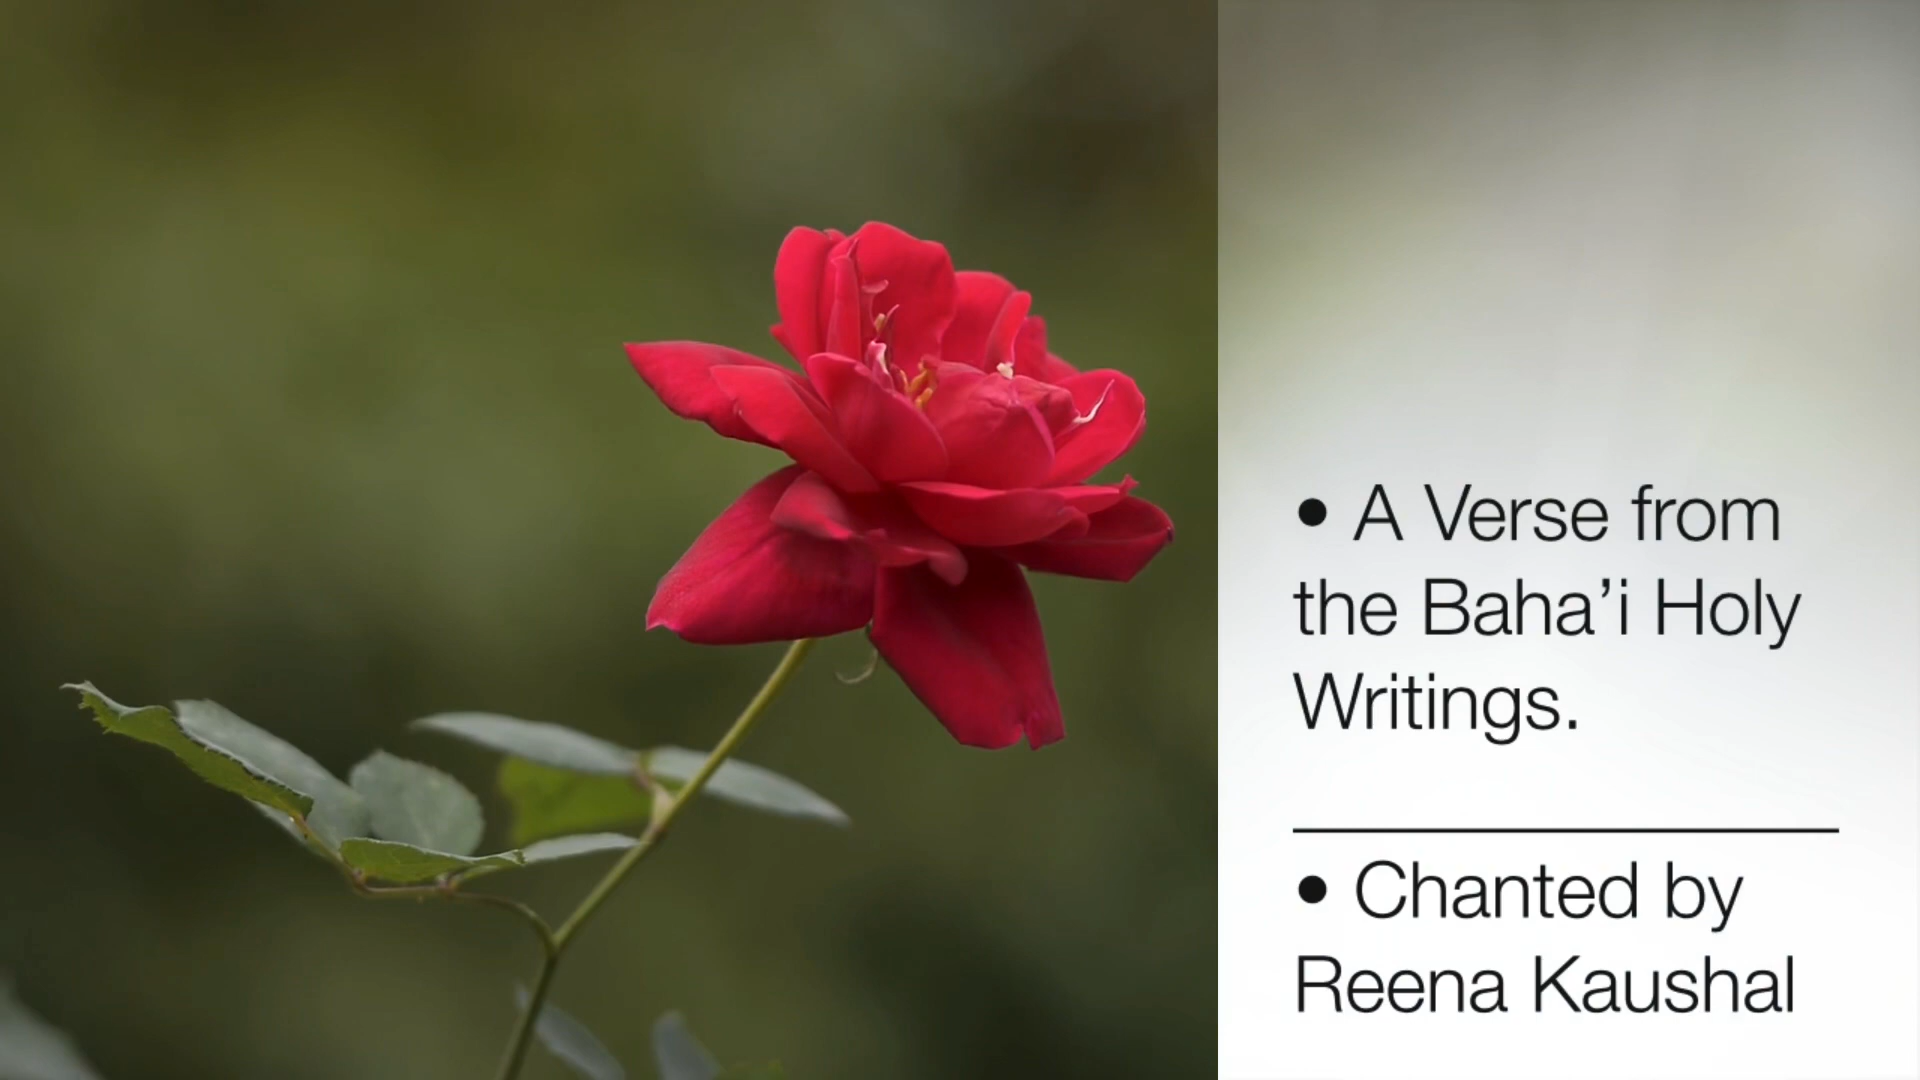 • A Verse from
the Baha’i Holy
Writings.
• Chanted by
Reena Kaushal